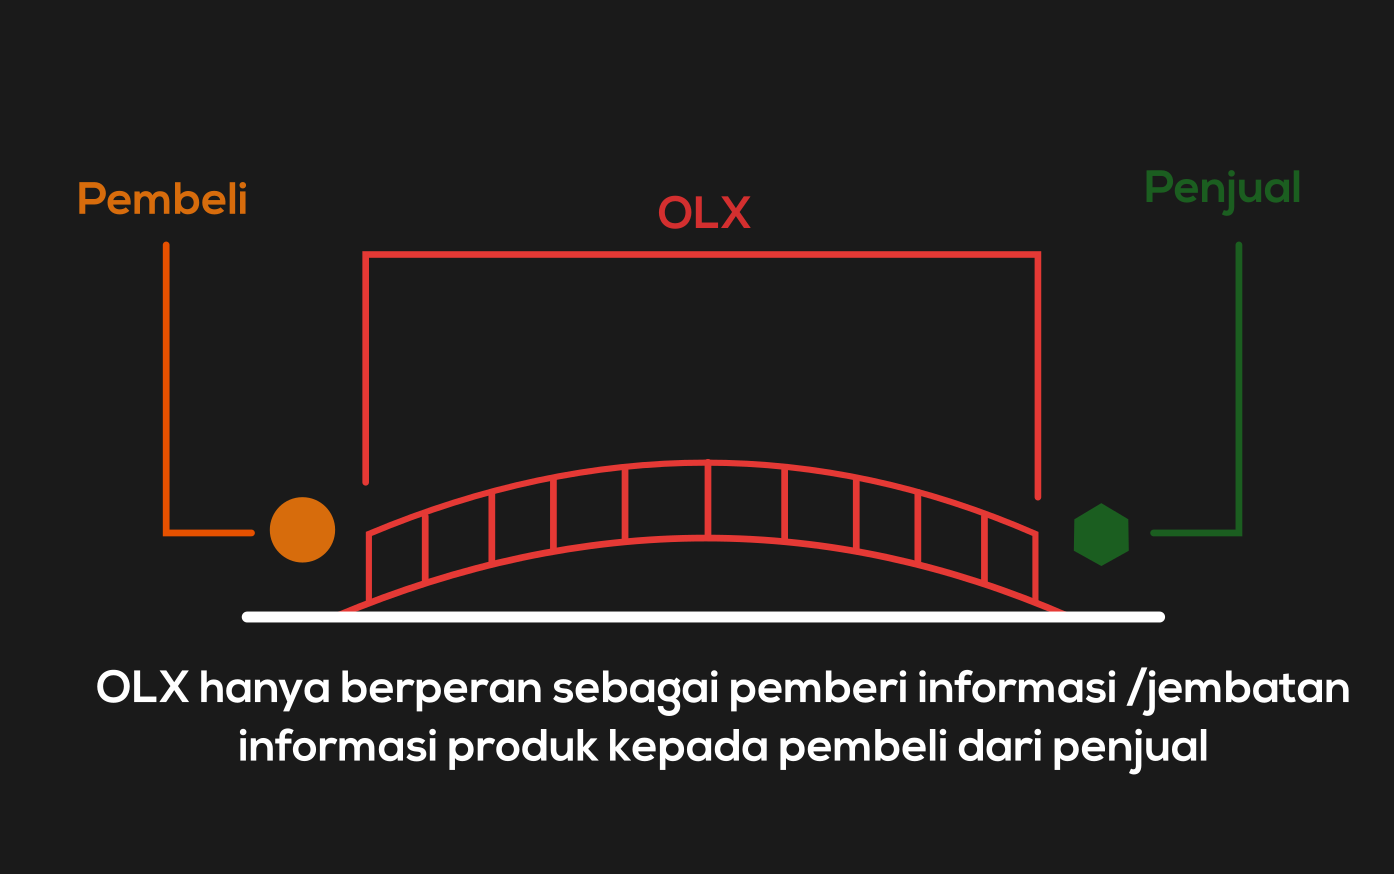 Pembeli
OLX
Penjual
OLX hanya berperan sebagai pemberi informasi /jembatan
informasi produk kepada pembeli dari penjual